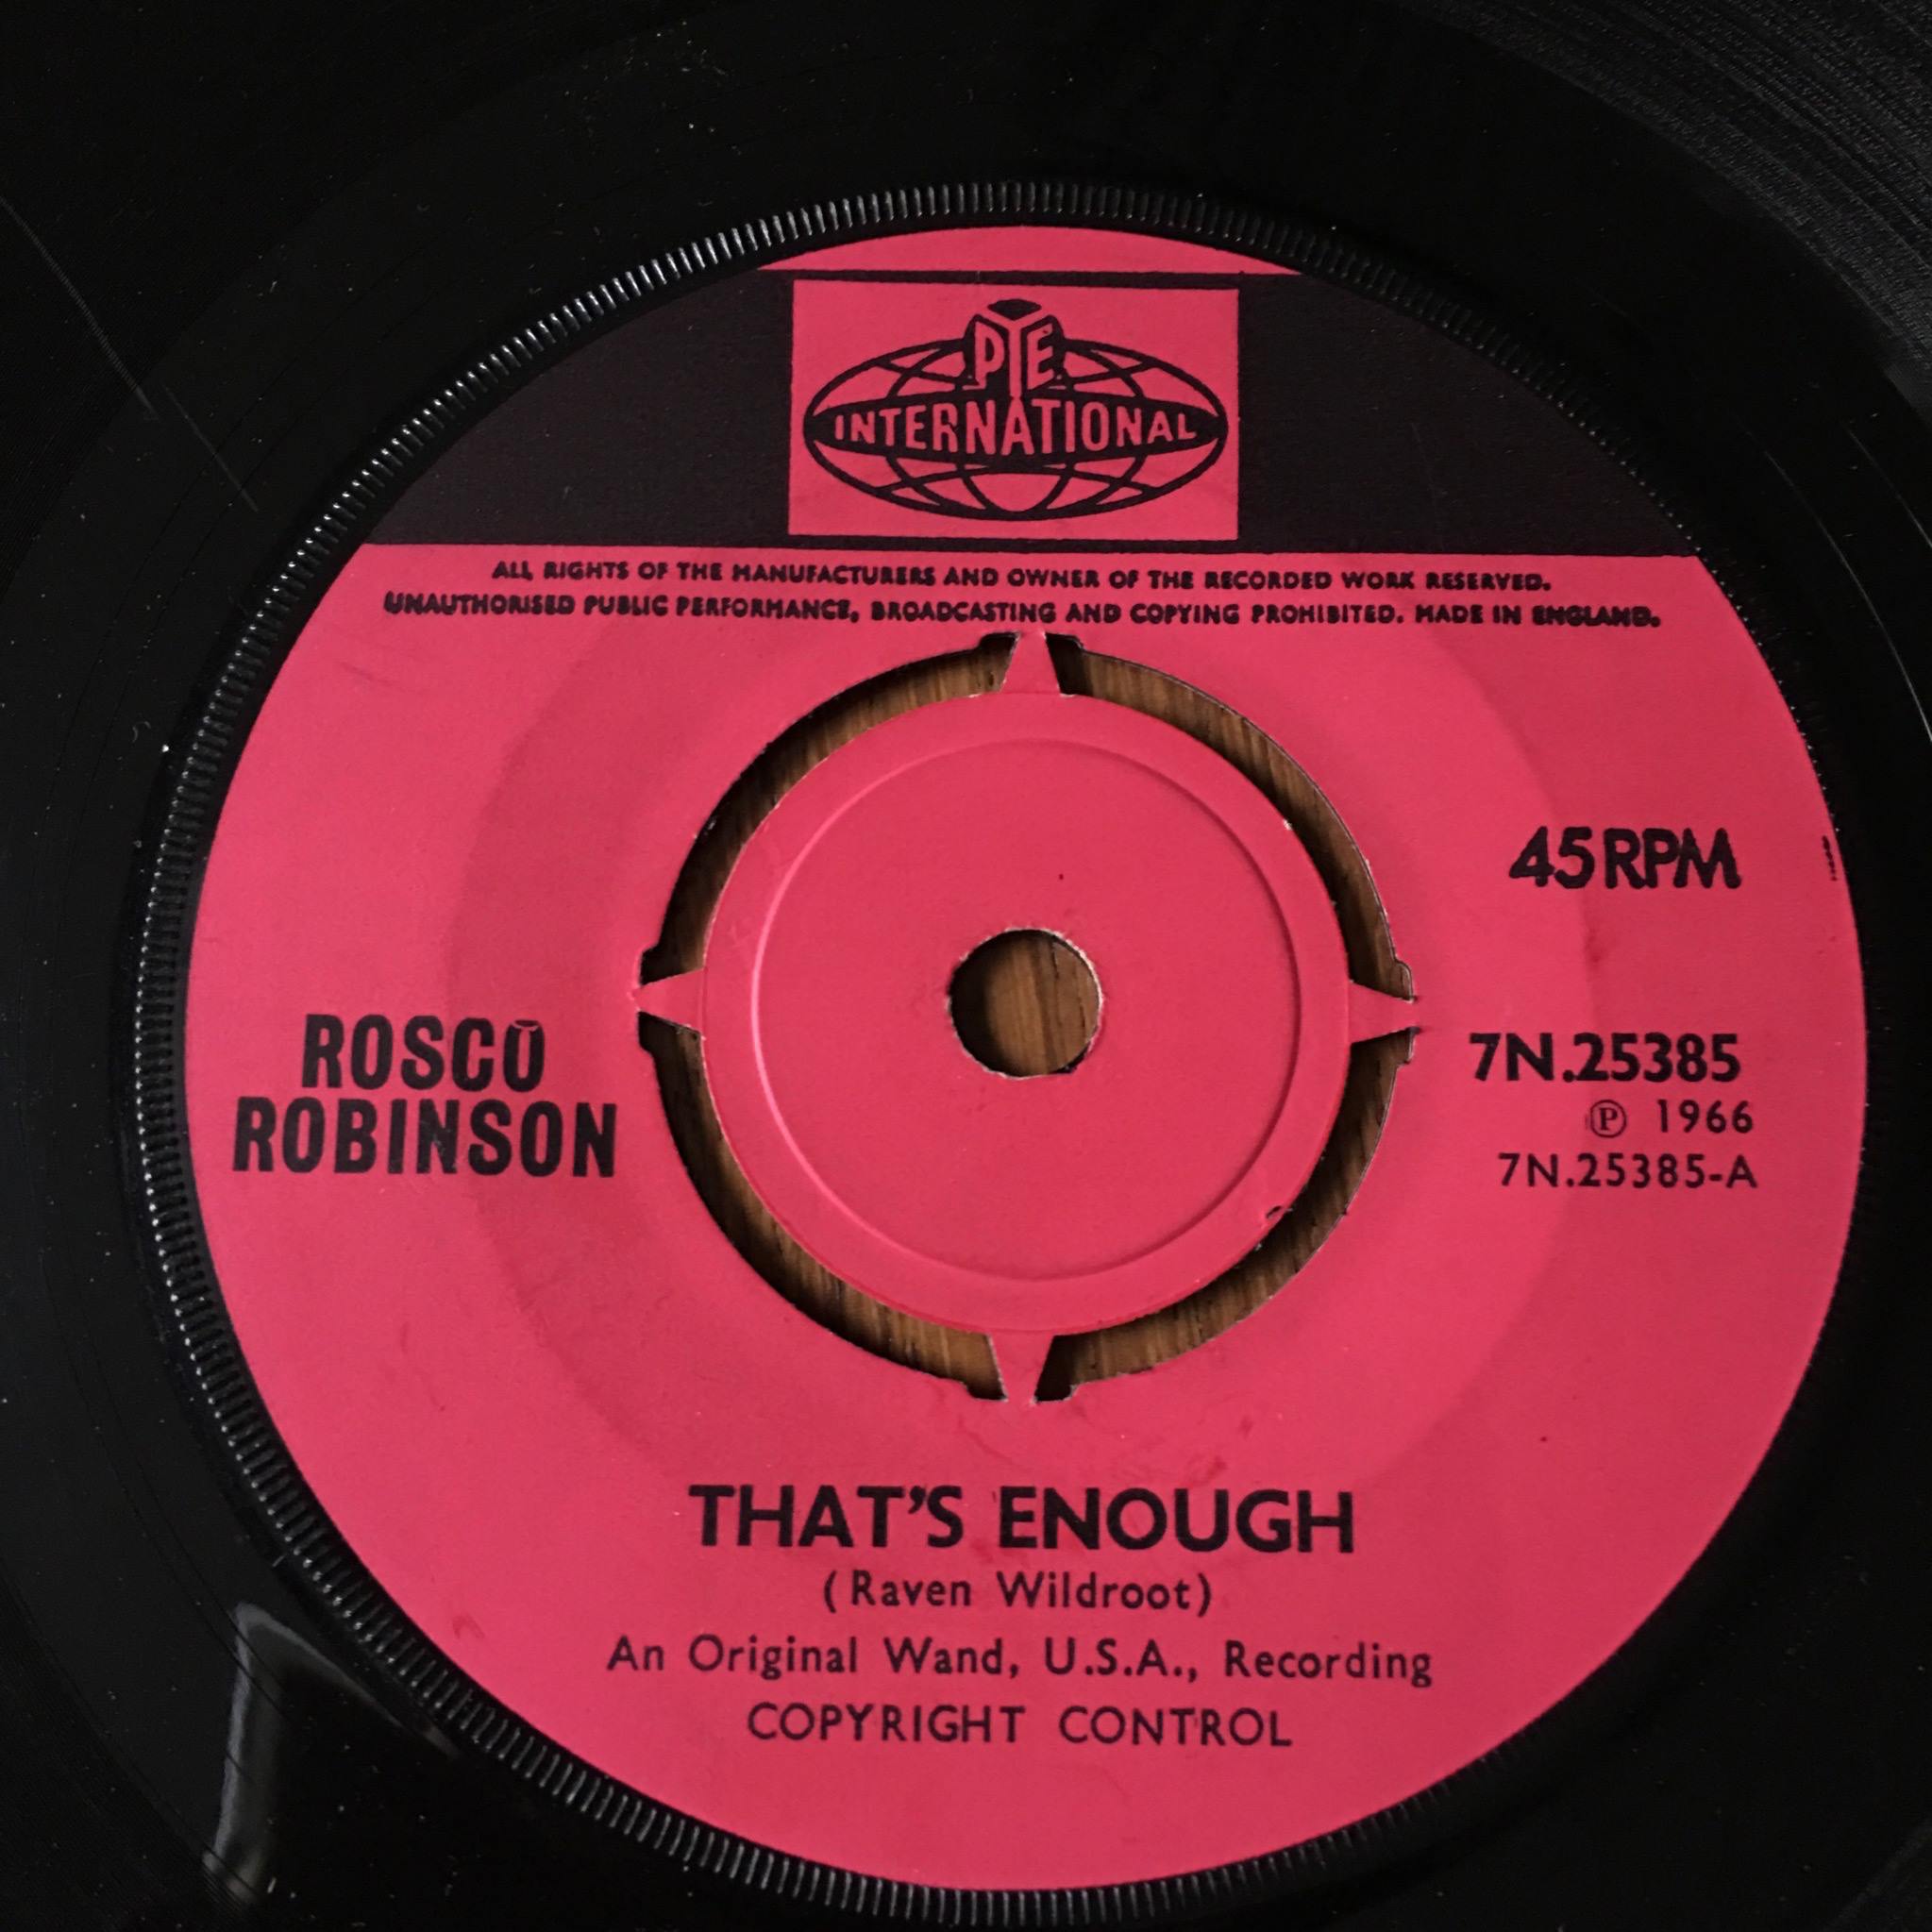 PYE
INTERNATIONAL
ALL RIGHTS OF THE MANUFACTURERS AND OWNER OF THE RECORDED WORK RESERVED.
UNAUTHORISED PUBLIC PERFORMANCE, BROADCASTING AND COPYING PROHIBITED. MADE IN ENGLAND.
45 RPM
ROSCO
ROBINSON
7N.25385
Ⓟ 1966
7N.25385-A
THAT'S ENOUGH
(Raven Wildroot)
An Original Wand, U.S.A., Recording
COPYRIGHT CONTROL